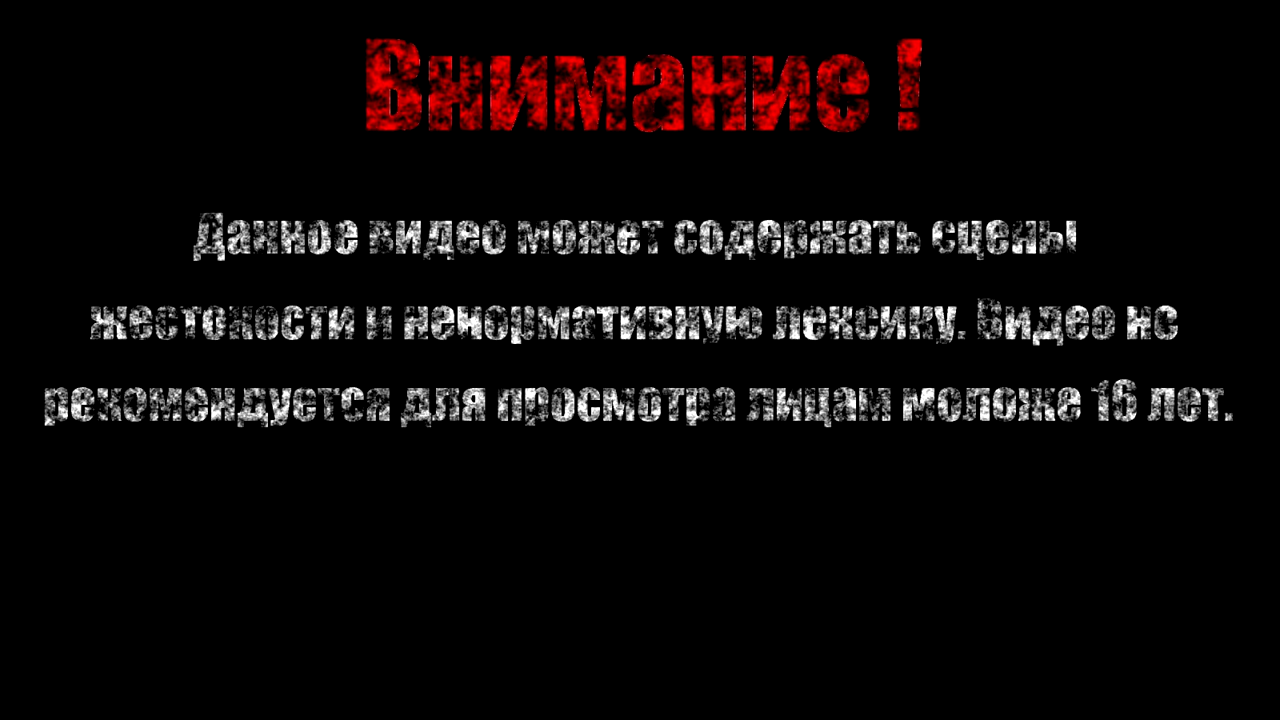 Внимание !
Данное видео может содержать сцены
жестокости и ненормативную лексику. Видео не
рекомендуется для просмотра лицам моложе 16 лет.